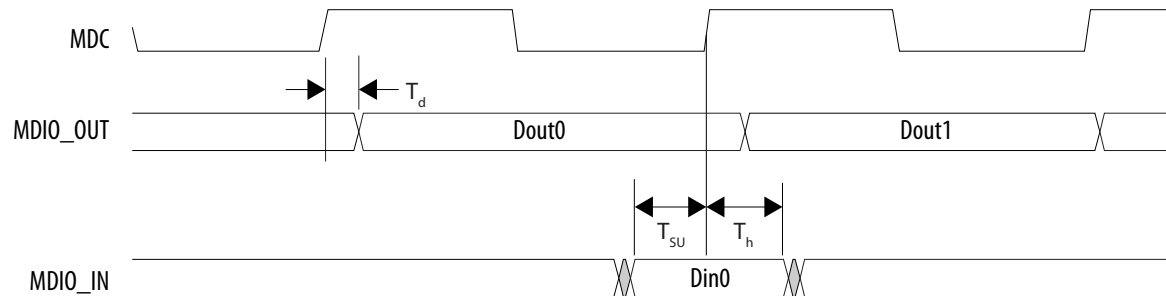 MDC
T_d
MDIO_OUT Dout0 Dout1
T_SU T_h
MDIO_IN Din0